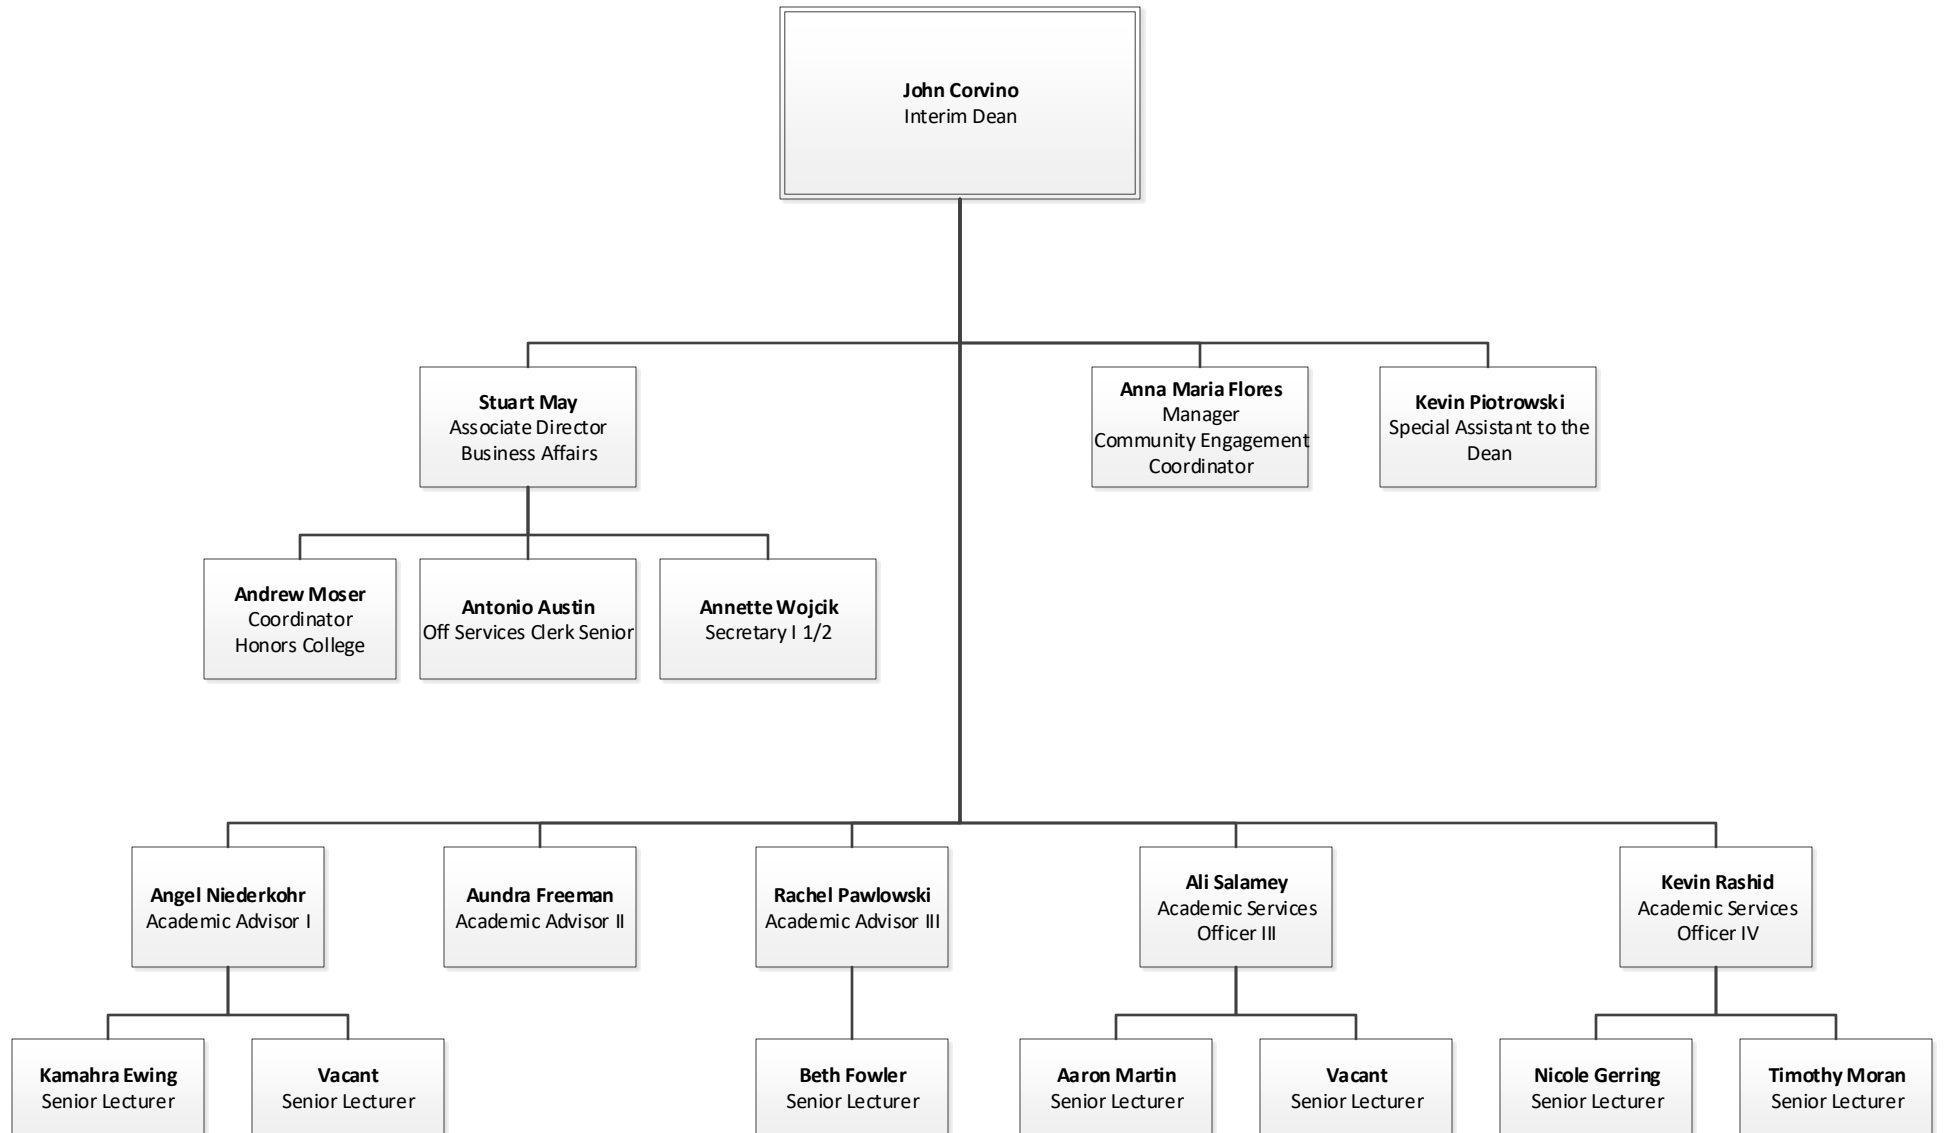 John Corvino
Interim Dean
Stuart May
Associate Director
Business Affairs
Anna Maria Flores
Manager
Community Engagement
Coordinator
Kevin Piotrowski
Special Assistant to the
Dean
Andrew Moser
Coordinator
Honors College
Antonio Austin
Off Services Clerk Senior
Annette Wojcik
Secretary I 1/2
Angel Niederkohr
Academic Advisor I
Aundra Freeman
Academic Advisor II
Rachel Pawlowski
Academic Advisor III
Ali Salamey
Academic Services
Officer III
Kevin Rashid
Academic Services
Officer IV
Kamahra Ewing
Senior Lecturer
Vacant
Senior Lecturer
Beth Fowler
Senior Lecturer
Aaron Martin
Senior Lecturer
Vacant
Senior Lecturer
Nicole Gerring
Senior Lecturer
Timothy Moran
Senior Lecturer